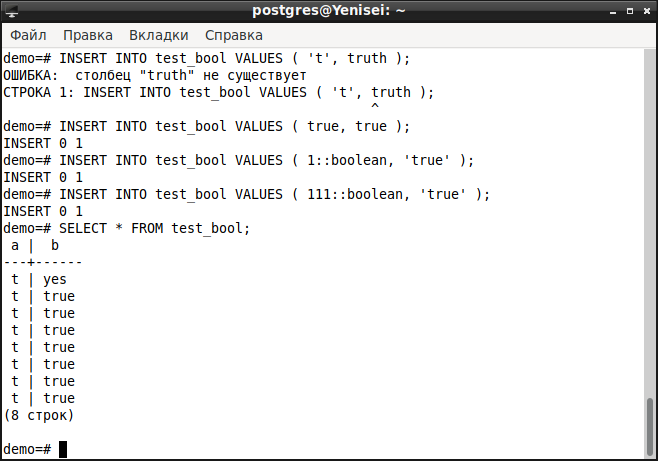 postgres@Yenisei: ~
Файл Правка Вкладки Справка
demo=# INSERT INTO test_bool VALUES ( 't', truth );
ОШИБКА:  столбец "truth" не существует
СТРОКА 1: INSERT INTO test_bool VALUES ( 't', truth );
                                              ^
demo=# INSERT INTO test_bool VALUES ( true, true );
INSERT 0 1
demo=# INSERT INTO test_bool VALUES ( 1::boolean, 'true' );
INSERT 0 1
demo=# INSERT INTO test_bool VALUES ( 111::boolean, 'true' );
INSERT 0 1
demo=# SELECT * FROM test_bool;
 a |  b
---+------
 t | yes
 t | true
 t | true
 t | true
 t | true
 t | true
 t | true
 t | true
(8 строк)
demo=#